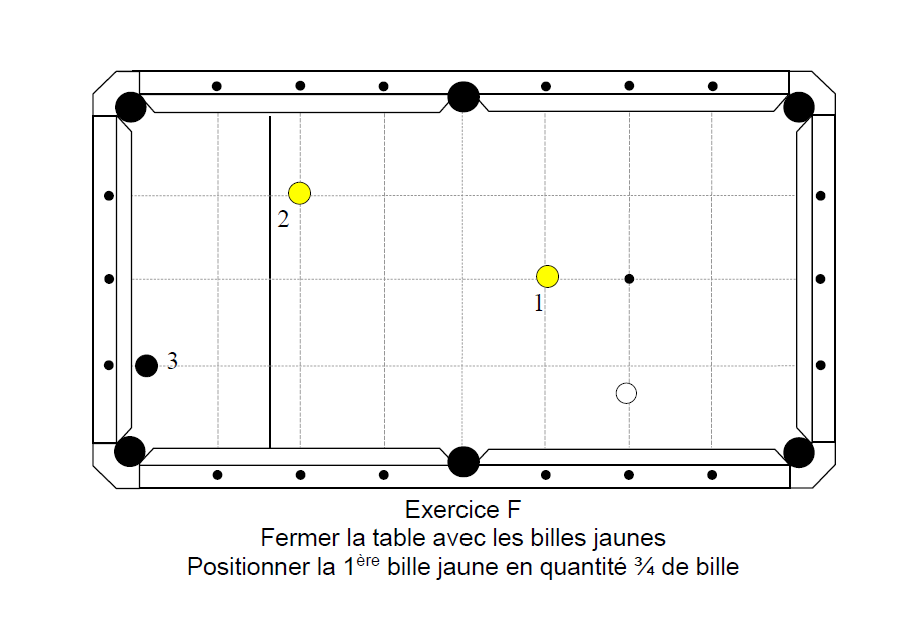 2
1
3
Exercice F
Fermer la table avec les billes jaunes
Positionner la 1ère bille jaune en quantité ¾ de bille